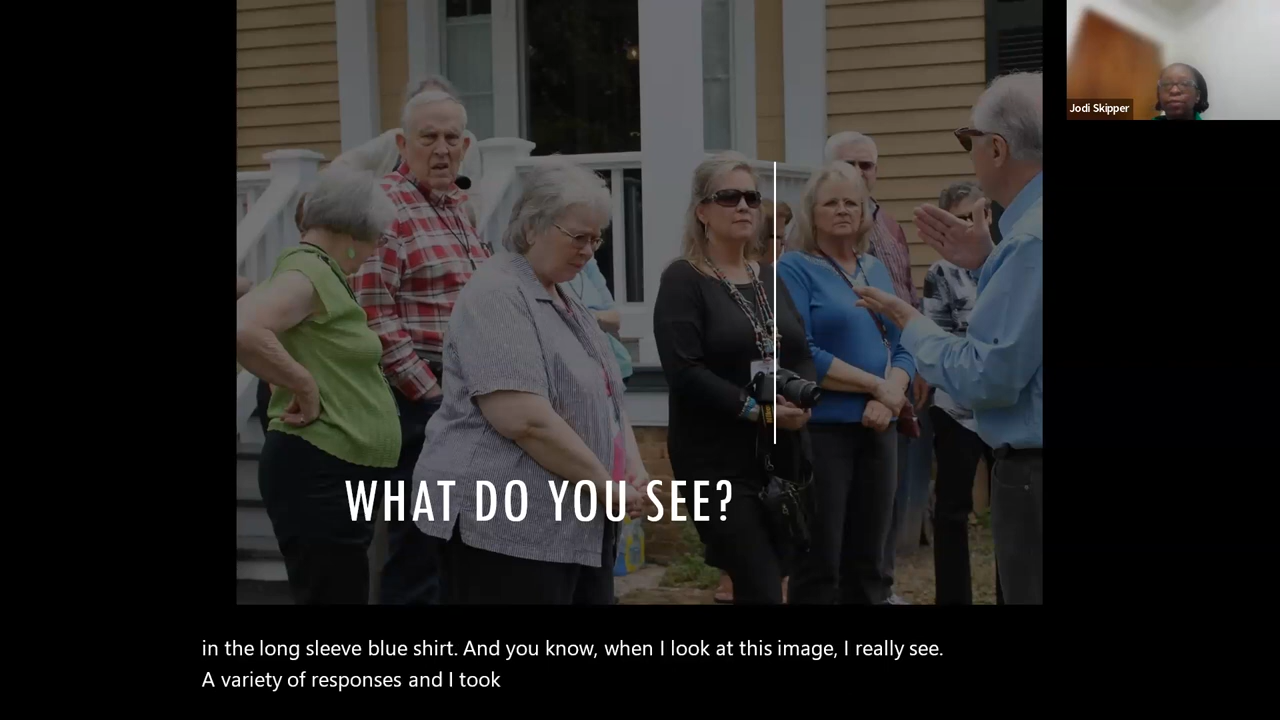 Jodi Skipper
WHAT DO YOU SEE?
in the long sleeve blue shirt. And you know, when I look at this image, I really see.
A variety of responses and I took